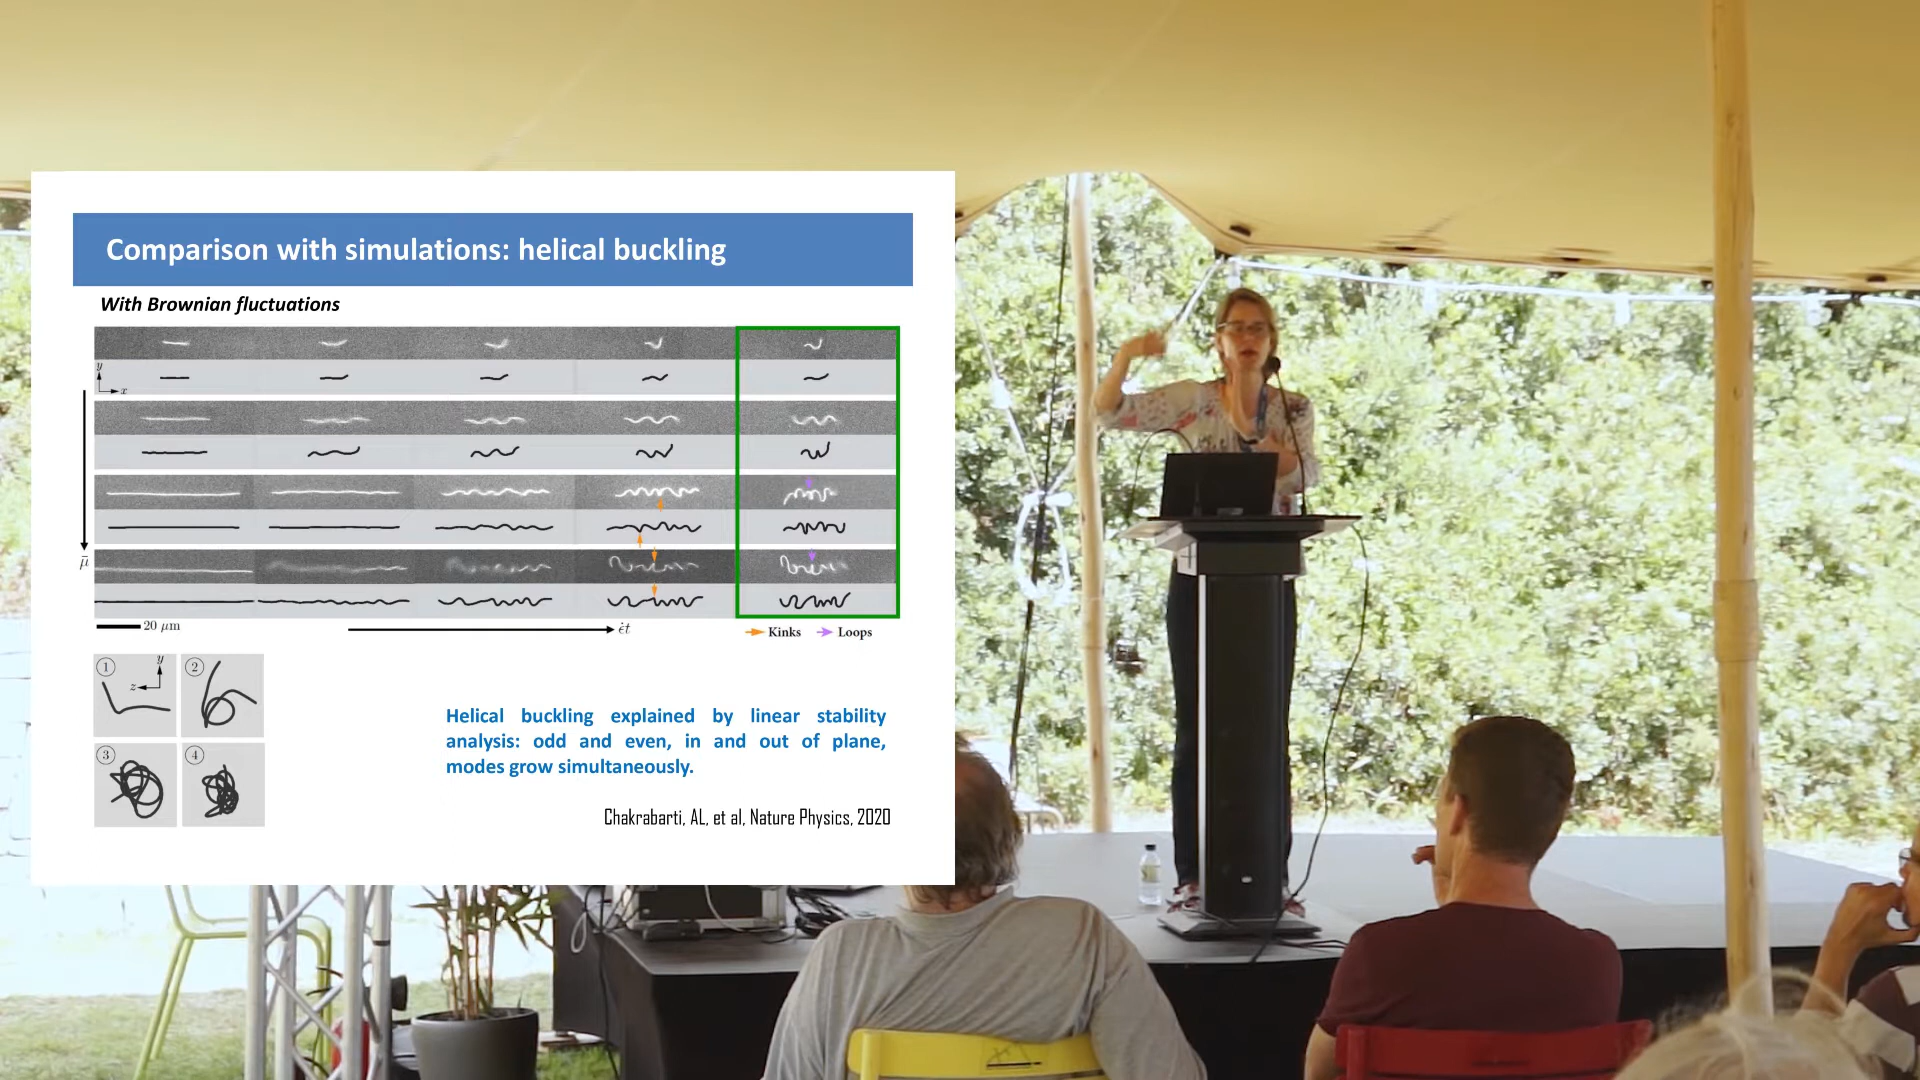 Comparison with simulations: helical buckling
With Brownian fluctuations
y
x
μ̄
20 μm
ε̇t
Kinks
Loops
1
y
z
2
3
4
Helical buckling explained by linear stability
analysis: odd and even, in and out of plane,
modes grow simultaneously.
Chakrabarti, AL, et al, Nature Physics, 2020